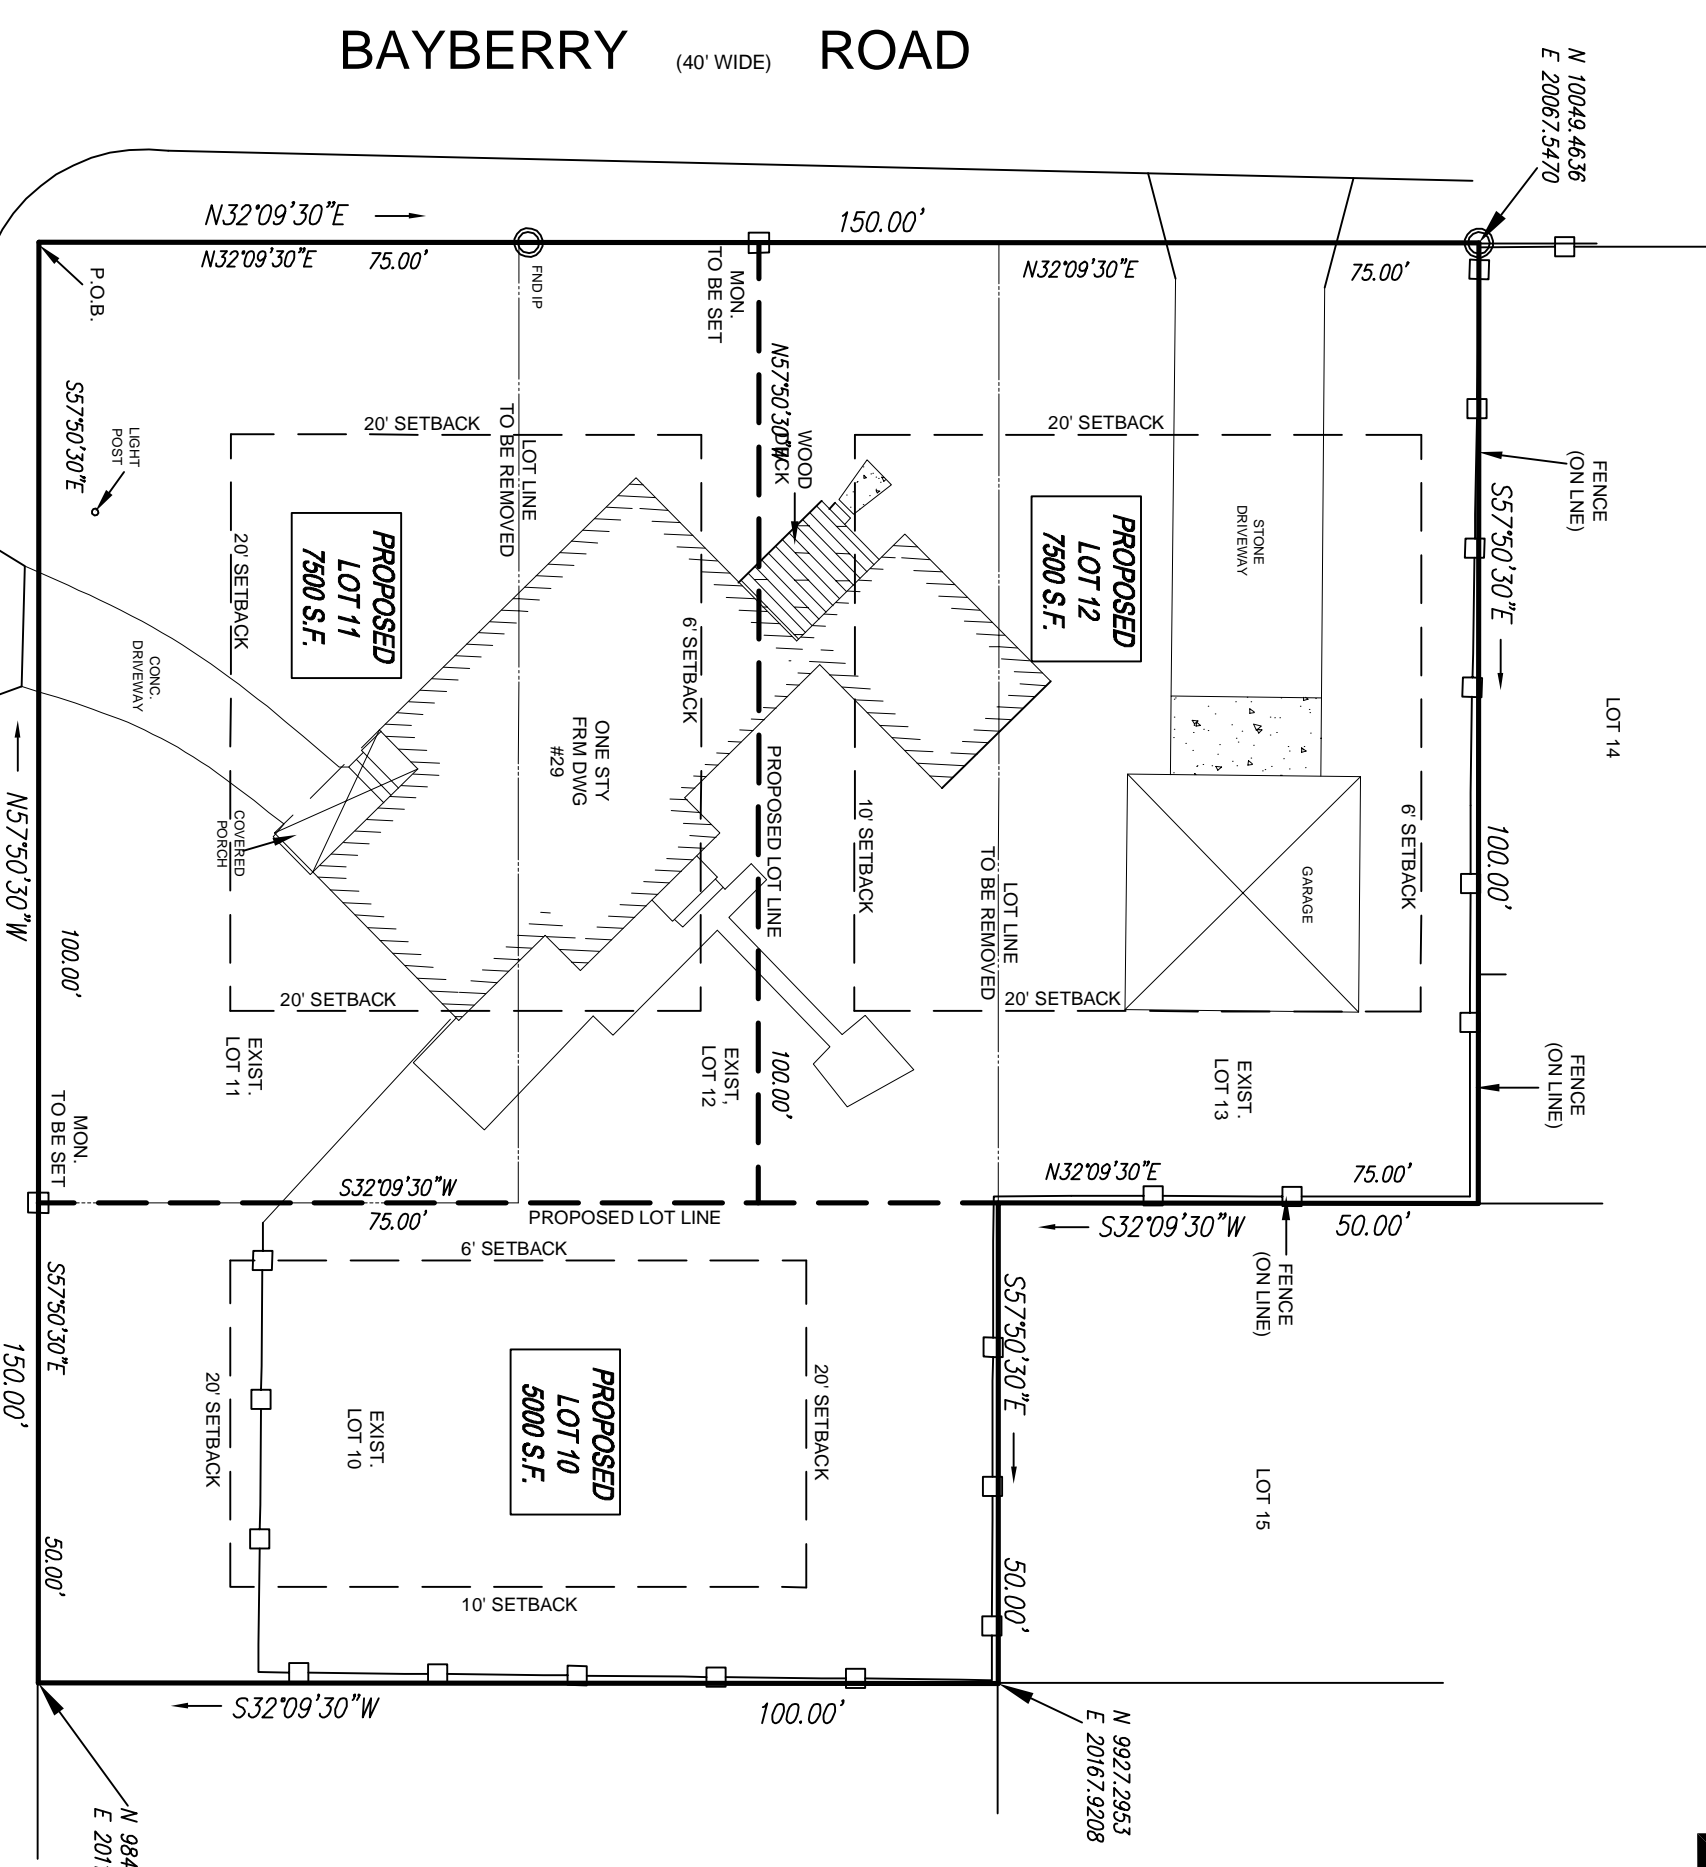 BAYBERRY (40' WIDE) ROAD
N 10049.4636
E 20067.5470
N32°09'30"E
150.00'
N32°09'30"E 75.00'
N32°09'30"E 75.00'
P.O.B.
FND IP
MON.
TO BE SET
N57°50'30"W
WOOD
DECK
S57°50'30"E
LIGHT
POST
20' SETBACK
LOT LINE
TO BE REMOVED
20' SETBACK
FENCE
(ON LNE)
S57°50'30"E
PROPOSED
LOT 11
7500 S.F.
PROPOSED
LOT 12
7500 S.F.
STONE
DRIVEWAY
20' SETBACK
6' SETBACK
CONC.
DRIVEWAY
ONE STY
FRM DWG
#29
PROPOSED LOT LINE
10' SETBACK
6' SETBACK
LOT 14
COVERED
PORCH
GARAGE
LOT LINE
TO BE REMOVED
100.00'
N57°50'30"W
100.00'
20' SETBACK
20' SETBACK
EXIST.
LOT 11
EXIST,
LOT 12
100.00'
EXIST.
LOT 13
FENCE
(ON LINE)
MON.
TO BE SET
S32°09'30"W
75.00'
PROPOSED LOT LINE
N32°09'30"E 75.00'
S32°09'30"W 50.00'
6' SETBACK
FENCE
(ON LINE)
S57°50'30"E
S57°50'30"E
150.00'
20' SETBACK
EXIST.
LOT 10
PROPOSED
LOT 10
5000 S.F.
20' SETBACK
LOT 15
50.00'
50.00'
10' SETBACK
S32°09'30"W
100.00'
N 9927.2953
E 20167.9208
N 984
E 201